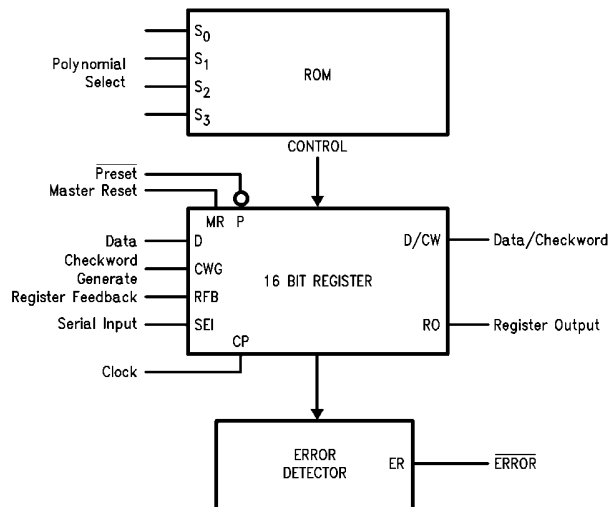 S0
Polynomial Select
S1
S2
S3
ROM
CONTROL
Preset
Master Reset
MR P
Data
D
D/CW
Data/Checkword
Checkword Generate
CWG
16 BIT REGISTER
Register Feedback
RFB
Serial Input
SEI
RO
Register Output
CP
Clock
ERROR DETECTOR
ER
ERROR